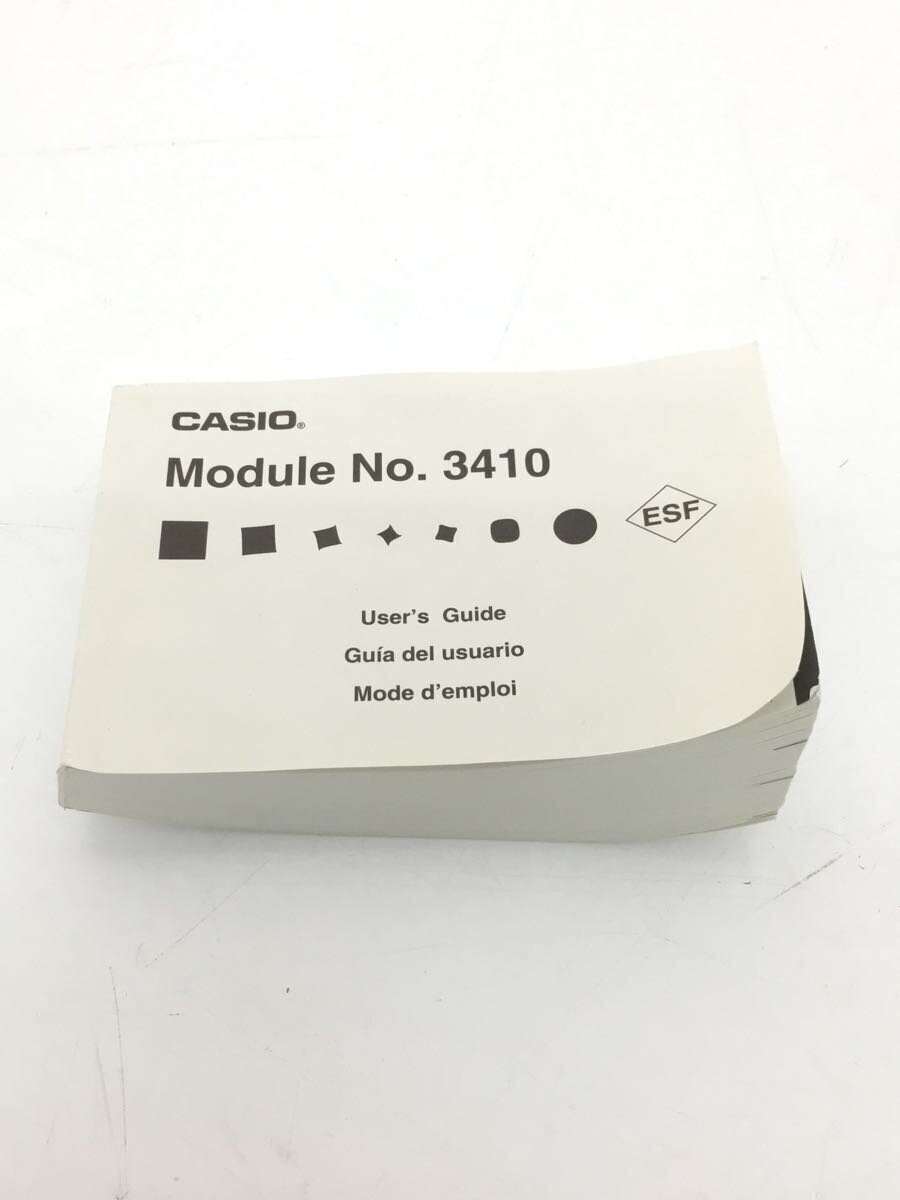 CASIO®
Module No. 3410
ESF
User's Guide
Guía del usuario
Mode d'emploi